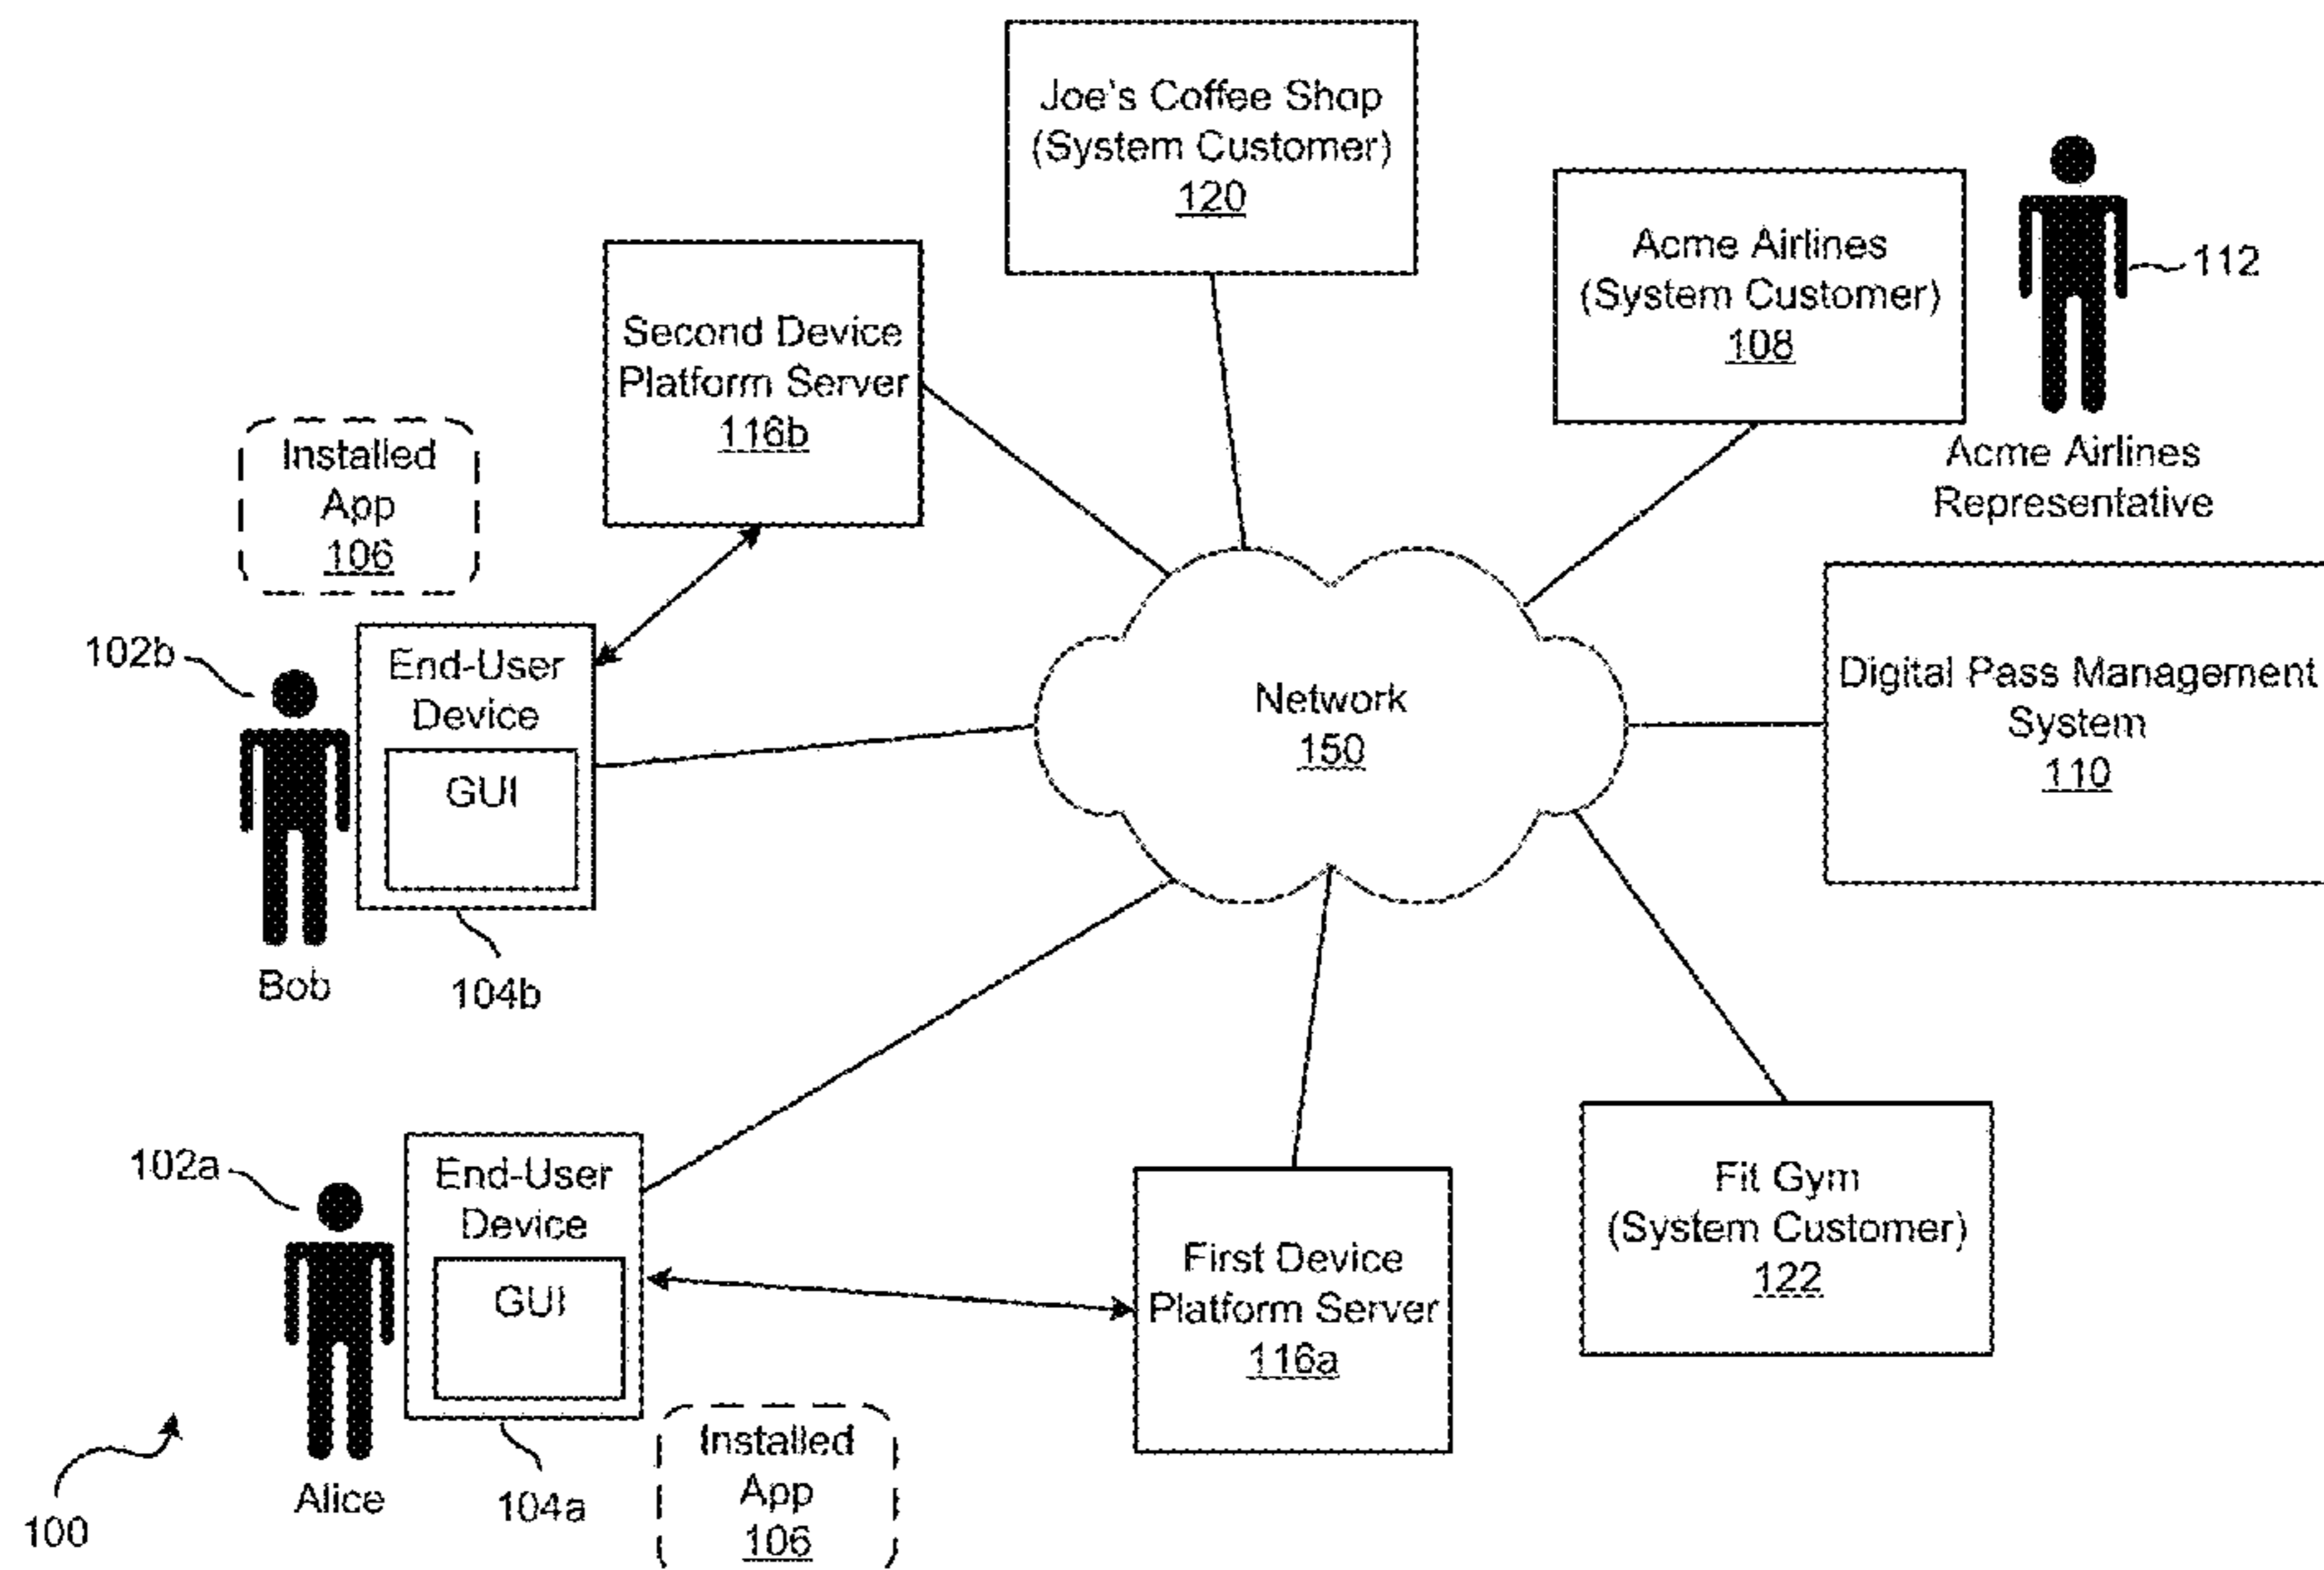 Joe's Coffee Shop
(System Customer)
120
Acme Airlines
(System Customer)
108
112
Acme Airlines
Representative
Second Device
Platform Server
116b
Installed
App
106
102b
End-User
Device
GUI
Bob
104b
Network
150
Digital Pass Management
System
110
102a
End-User
Device
GUI
Alice
104a
Installed
App
106
First Device
Platform Server
116a
Fit Gym
(System Customer)
122
100